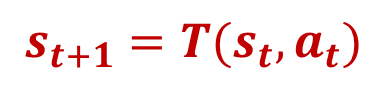 s_{t+1} = T(s_t, a_t)